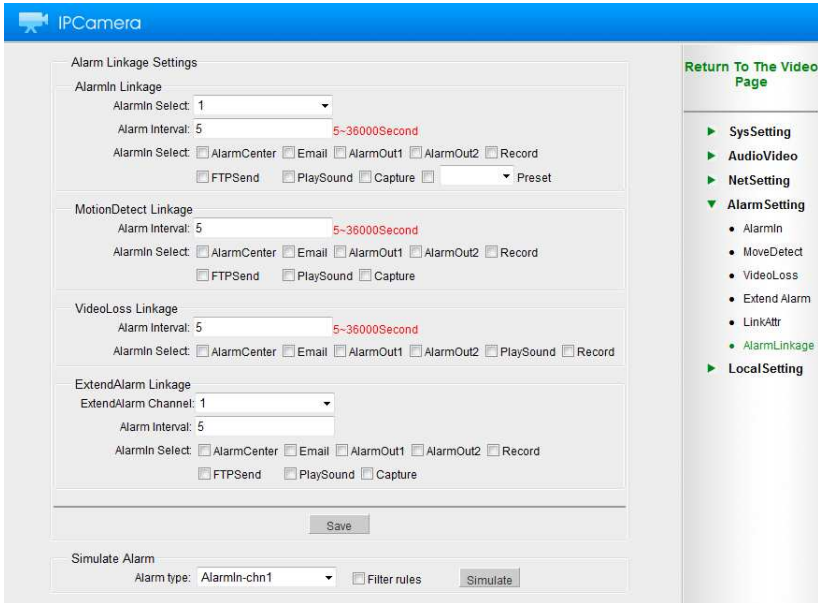 IPCamera
Alarm Linkage Settings
AlarmIn Linkage
AlarmIn Select: 1
Alarm Interval: 5 5~36000Second
AlarmIn Select: AlarmCenter Email AlarmOut1 AlarmOut2 Record
FTPSend PlaySound Capture Preset
MotionDetect Linkage
Alarm Interval: 5 5~36000Second
AlarmIn Select: AlarmCenter Email AlarmOut1 AlarmOut2 Record
FTPSend PlaySound Capture
VideoLoss Linkage
Alarm Interval: 5 5~36000Second
AlarmIn Select: AlarmCenter Email AlarmOut1 AlarmOut2 PlaySound Record
ExtendAlarm Linkage
ExtendAlarm Channel: 1
Alarm Interval: 5
AlarmIn Select: AlarmCenter Email AlarmOut1 AlarmOut2 Record
FTPSend PlaySound Capture
Save
Simulate Alarm
Alarm type: AlarmIn-chn1 Filter rules Simulate
Return To The Video
Page
SysSetting
AudioVideo
NetSetting
AlarmSetting
AlarmIn
MoveDetect
VideoLoss
Extend Alarm
LinkAttr
AlarmLinkage
LocalSetting